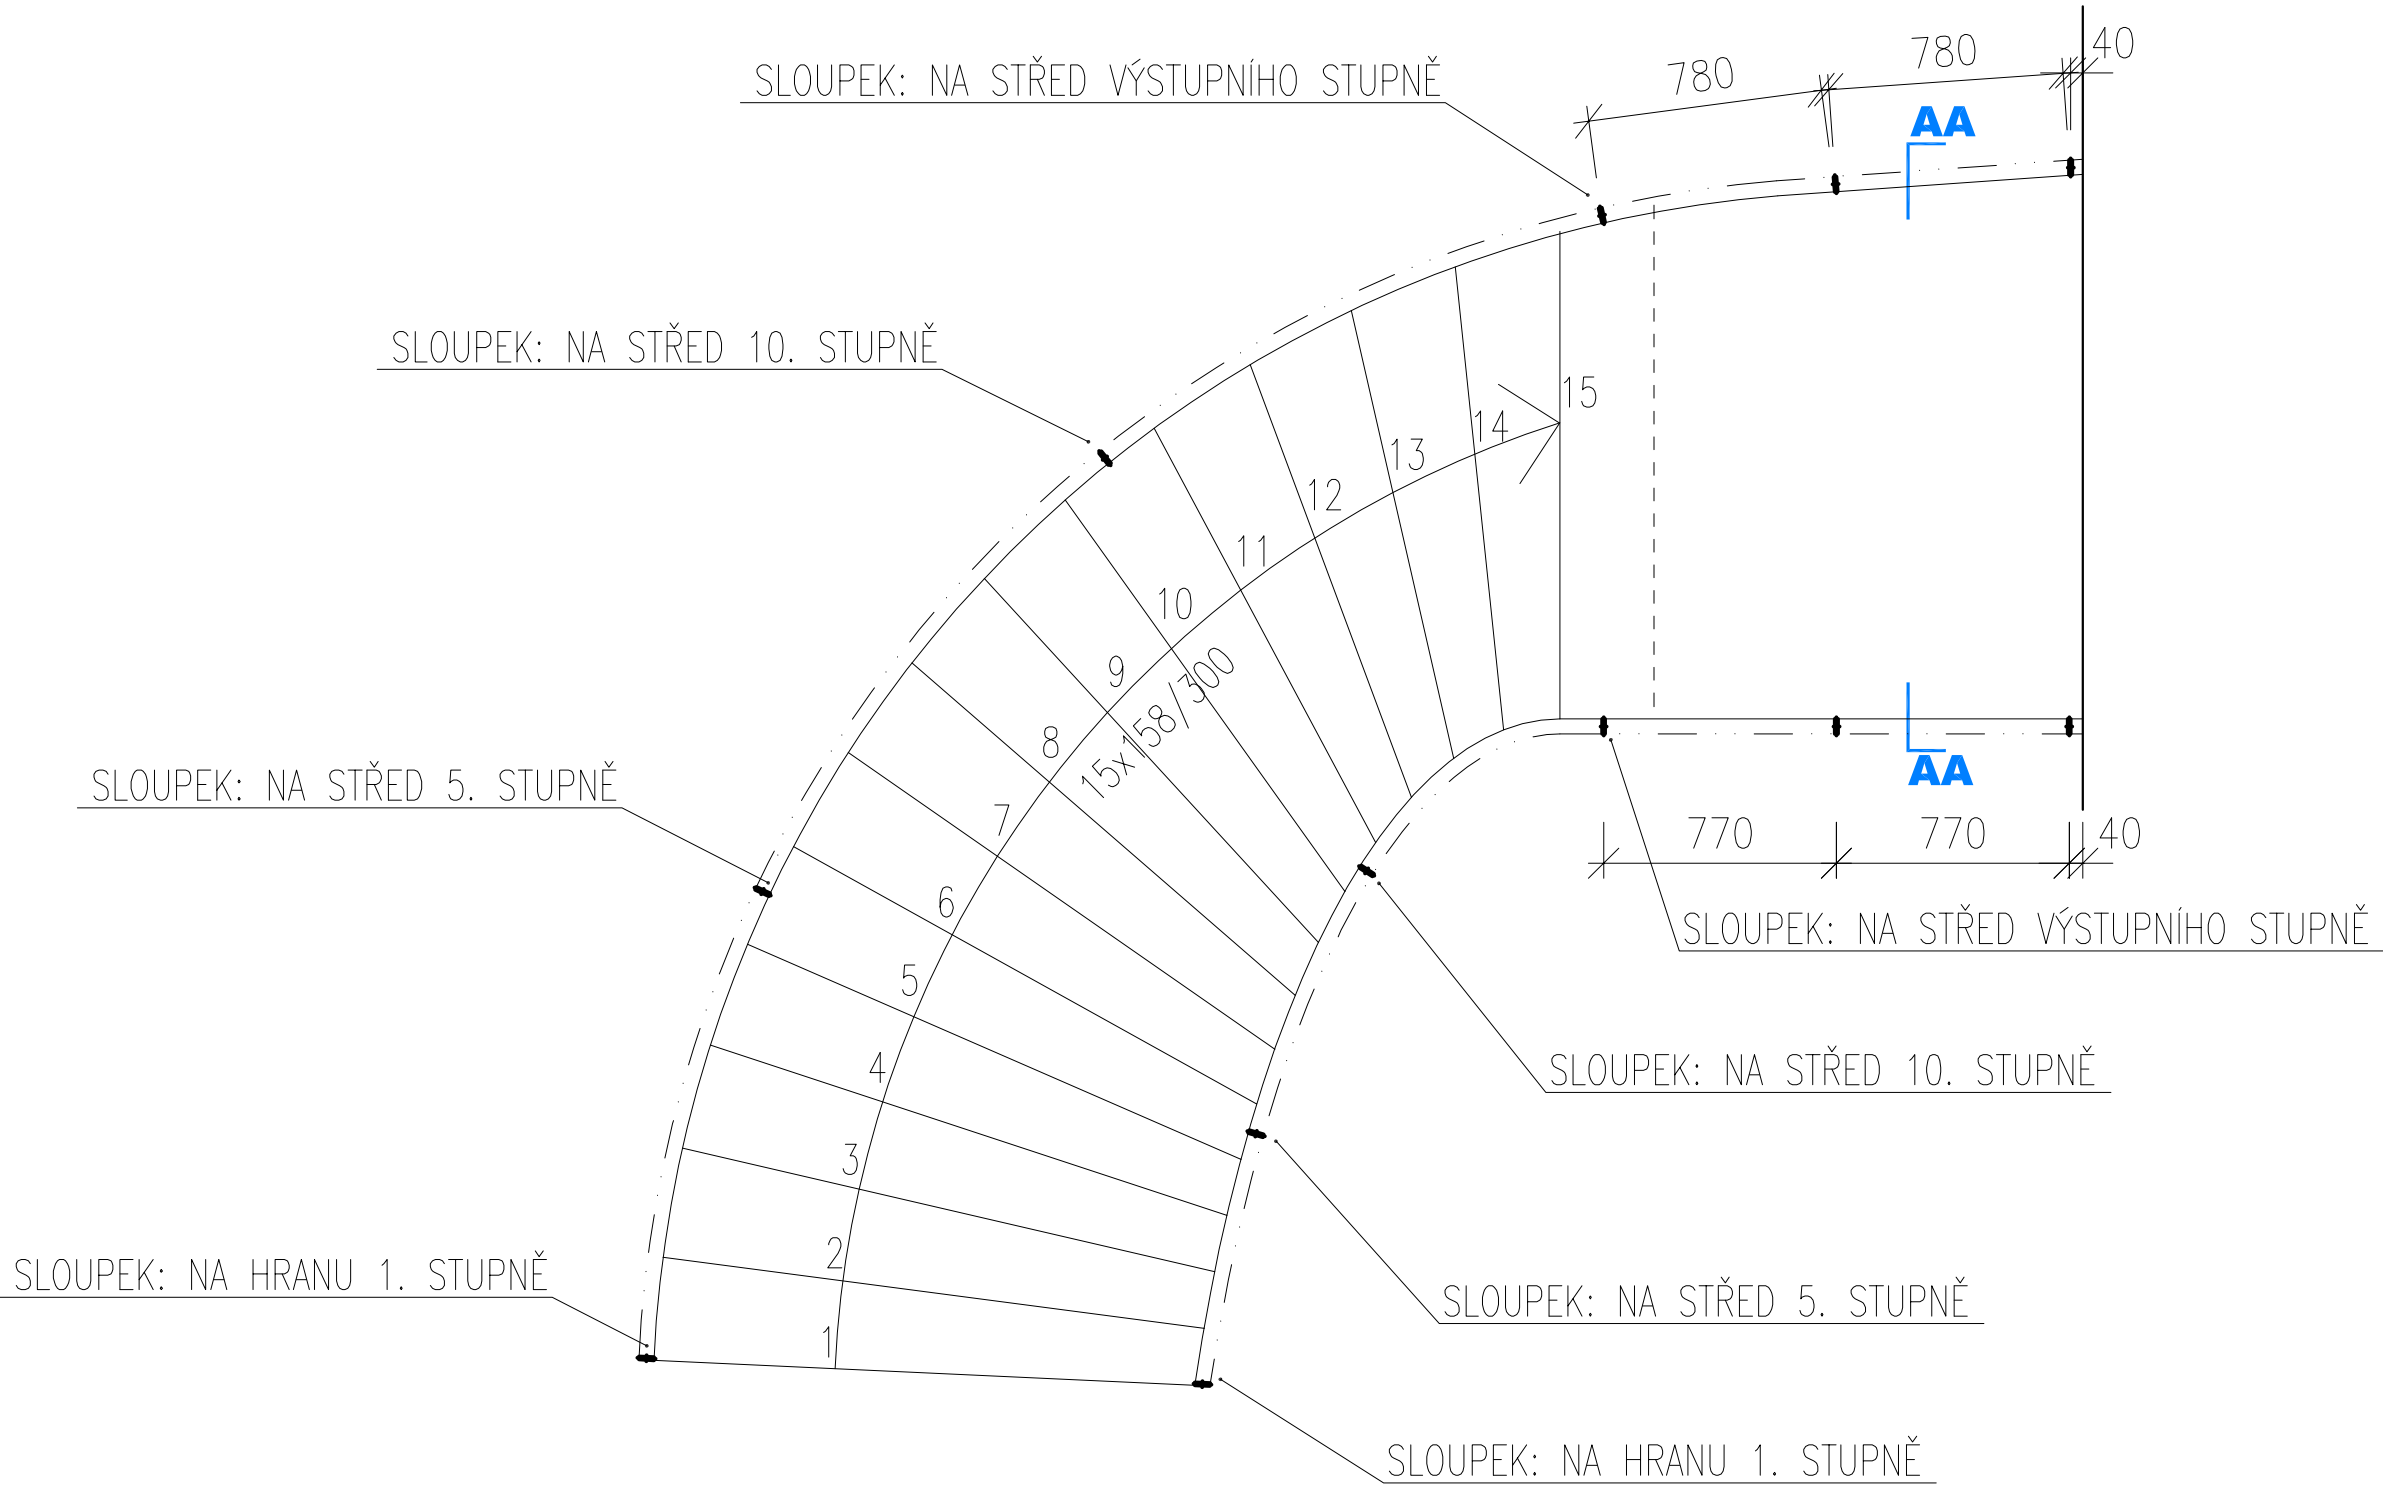 40
780
780
SLOUPEK: NA STŘED VÝSTUPNÍHO STUPNĚ
AA
SLOUPEK: NA STŘED 10. STUPNĚ
15
14
13
12
11
10
9
8
7
6
5
4
3
2
1
15x158/300
SLOUPEK: NA STŘED 5. STUPNĚ
AA
770
770
40
SLOUPEK: NA STŘED VÝSTUPNÍHO STUPNĚ
SLOUPEK: NA STŘED 10. STUPNĚ
SLOUPEK: NA HRANU 1. STUPNĚ
SLOUPEK: NA STŘED 5. STUPNĚ
SLOUPEK: NA HRANU 1. STUPNĚ